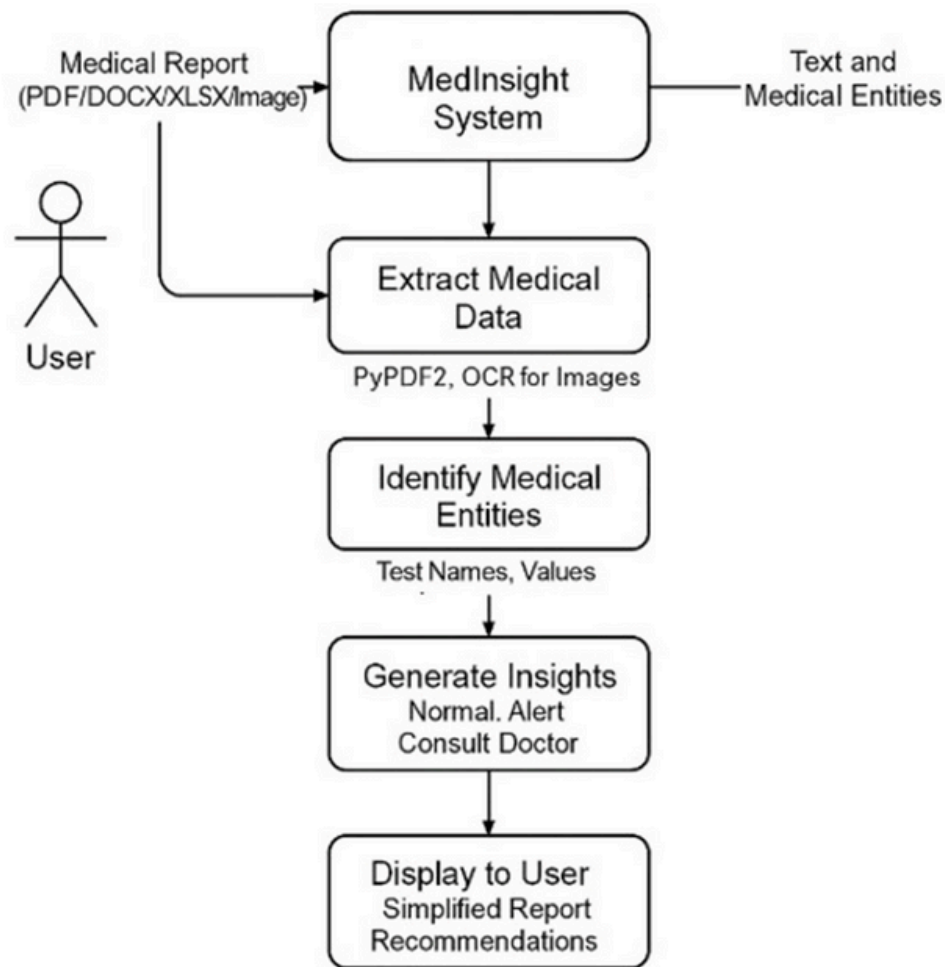 Medical Report
(PDF/DOCX/XLSX/Image)
MedInsight
System
Text and
Medical Entities
User
Extract Medical
Data
PyPDF2, OCR for Images
Identify Medical
Entities
Test Names, Values
Generate Insights
Normal. Alert
Consult Doctor
Display to User
Simplified Report
Recommendations